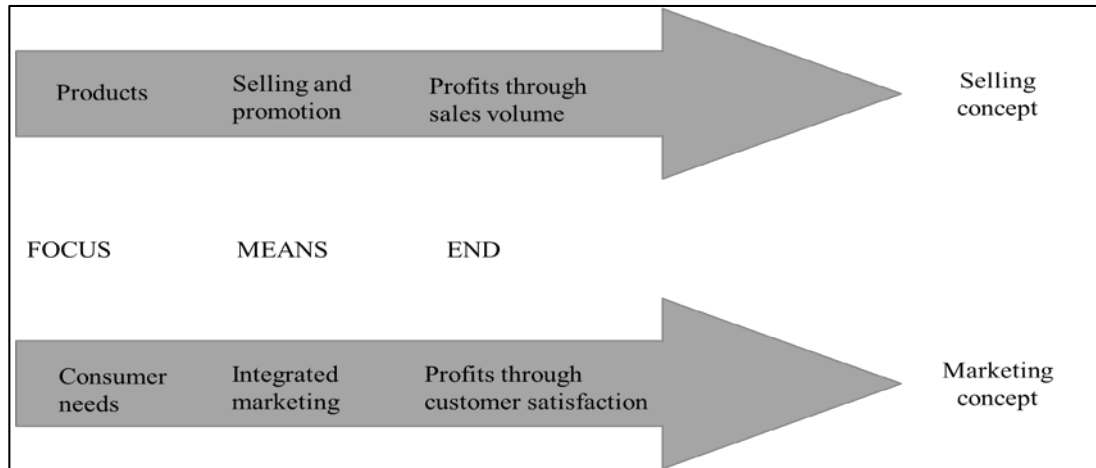 Products
Selling and
promotion
Profits through
sales volume
Selling
concept
FOCUS
MEANS
END
Consumer
needs
Integrated
marketing
Profits through
customer satisfaction
Marketing
concept